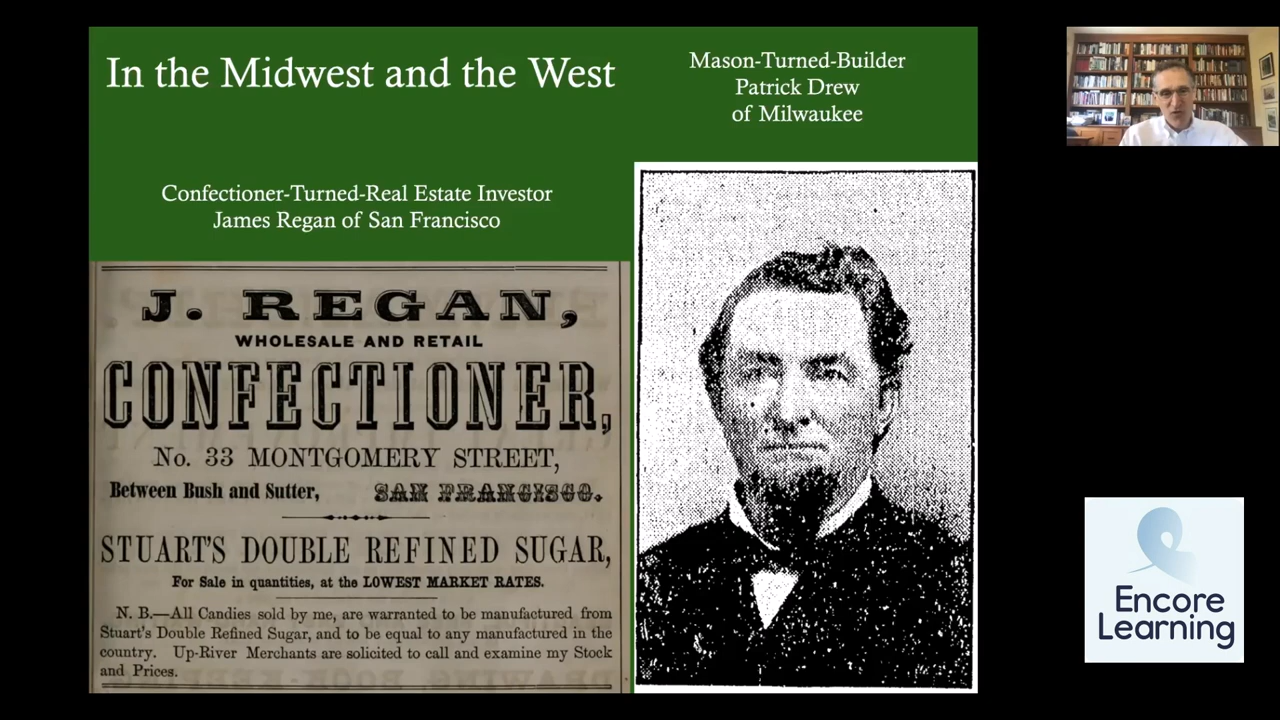 In the Midwest and the West
Mason-Turned-Builder
Patrick Drew
of Milwaukee
Confectioner-Turned-Real Estate Investor
James Regan of San Francisco
J. REGAN,
WHOLESALE AND RETAIL
CONFECTIONER,
No. 33 MONTGOMERY STREET,
Between Bush and Sutter, SAN FRANCISCO.
STUART'S DOUBLE REFINED SUGAR,
For Sale in quantities, at the LOWEST MARKET RATES.
N. B.—All Candies sold by me, are warranted to be manufactured from
Stuart's Double Refined Sugar, and to be equal to any manufactured in the
country. Up-River Merchants are solicited to call and examine my Stock
and Prices.
Encore
Learning